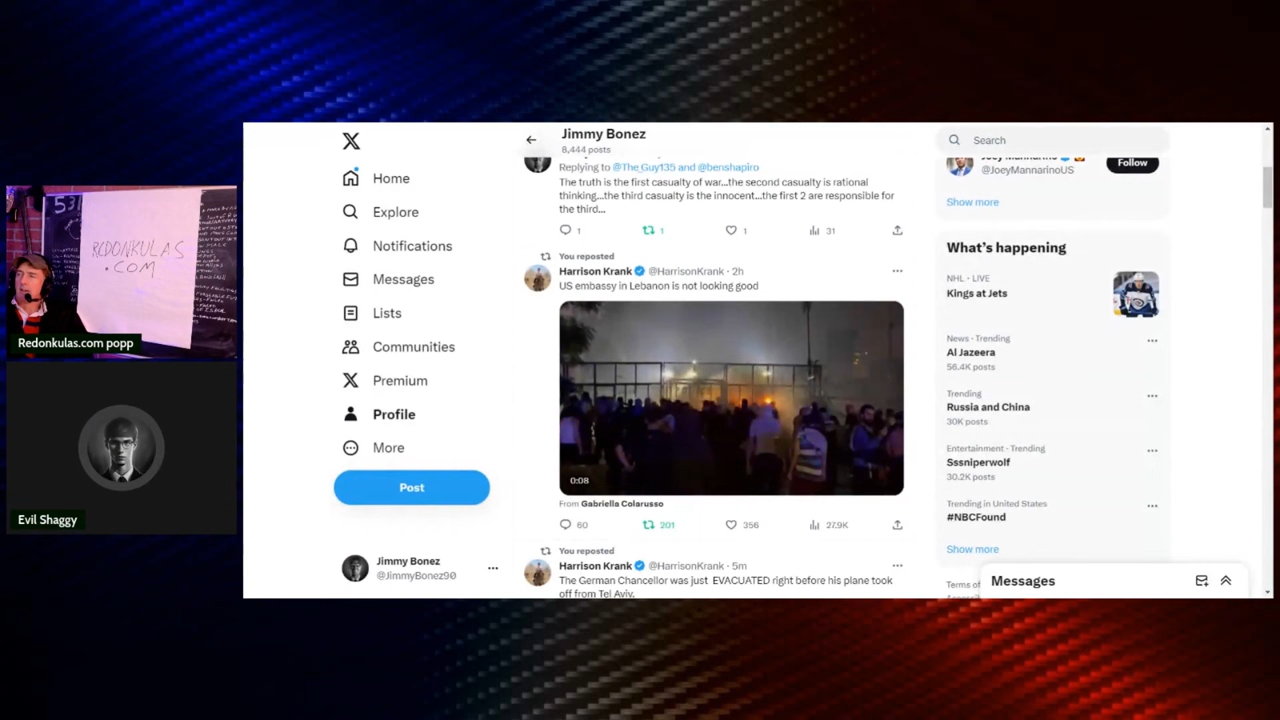 REDONKULAS
.COM
Redonkulas.com popp
Evil Shaggy
Home
Explore
Notifications
Messages
Lists
Communities
Premium
Profile
More
Post
Jimmy Bonez
@JimmyBonez90
Jimmy Bonez
8,444 posts
Replying to @The_Guy135 and @benshapiro
The truth is the first casualty of war...the second casualty is rational
thinking...the third casualty is the innocent...the first 2 are responsible for
the third...
1
1
1
31
You reposted
Harrison Krank @HarrisonKrank · 2h
US embassy in Lebanon is not looking good
0:08
From Gabriella Colarusso
60
201
356
27.9K
You reposted
Harrison Krank @HarrisonKrank · 5m
The German Chancellor was just EVACUATED right before his plane took
off from Tel Aviv.
Search
Joey Mannarino
@JoeyMannarinoUS
Follow
Show more
What's happening
NHL · LIVE
Kings at Jets
News · Trending
Al Jazeera
56.4K posts
Trending
Russia and China
30K posts
Entertainment · Trending
Sssniperwolf
30.2K posts
Trending in United States
#NBCFound
Show more
Terms of
Messages